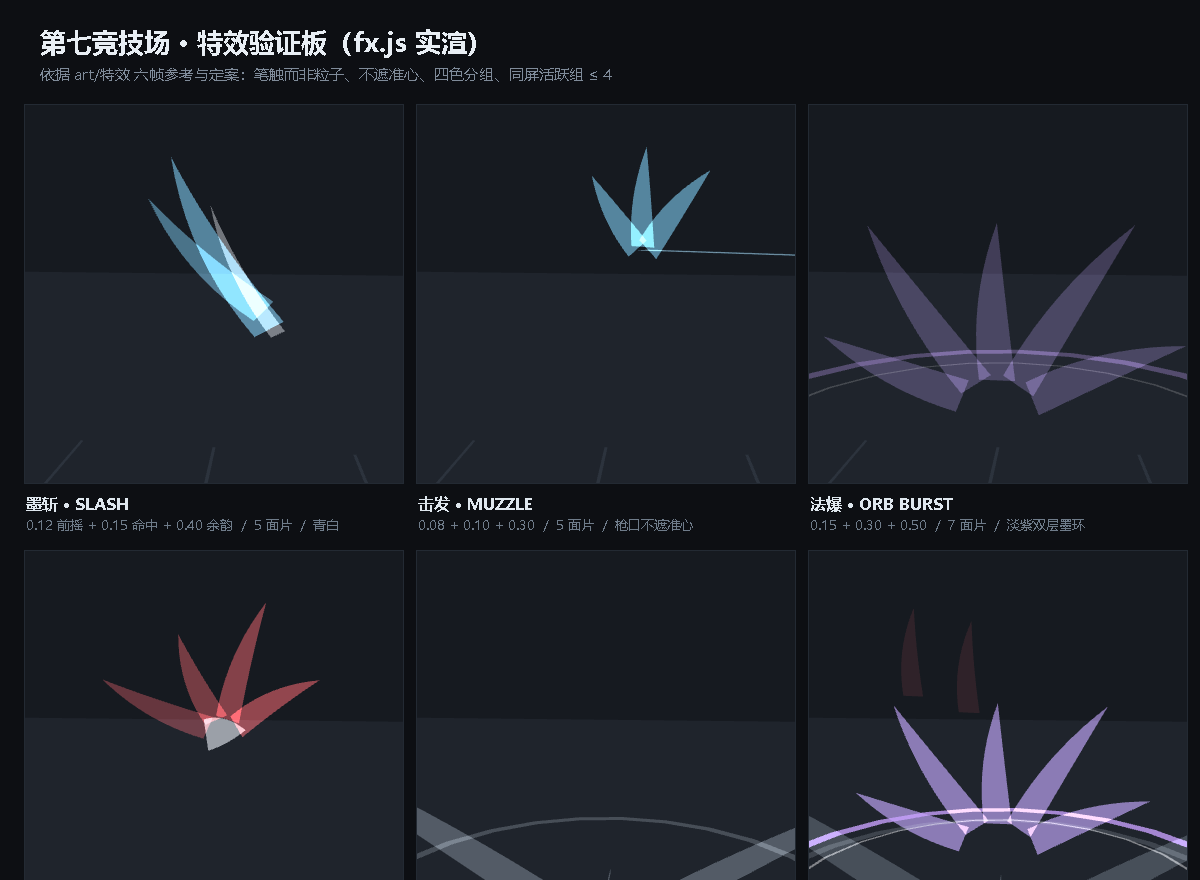 第七竞技场 · 特效验证板（fx.js 实渲）
依据 art/特效 六帧参考与定案：笔触而非粒子、不遮准心、四色分组、同屏活跃组 ≤ 4
墨斩 · SLASH
0.12 前摇 + 0.15 命中 + 0.40 余韵 / 5 面片 / 青白
击发 · MUZZLE
0.08 + 0.10 + 0.30 / 5 面片 / 枪口不遮准心
法爆 · ORB BURST
0.15 + 0.30 + 0.50 / 7 面片 / 淡紫双层墨环